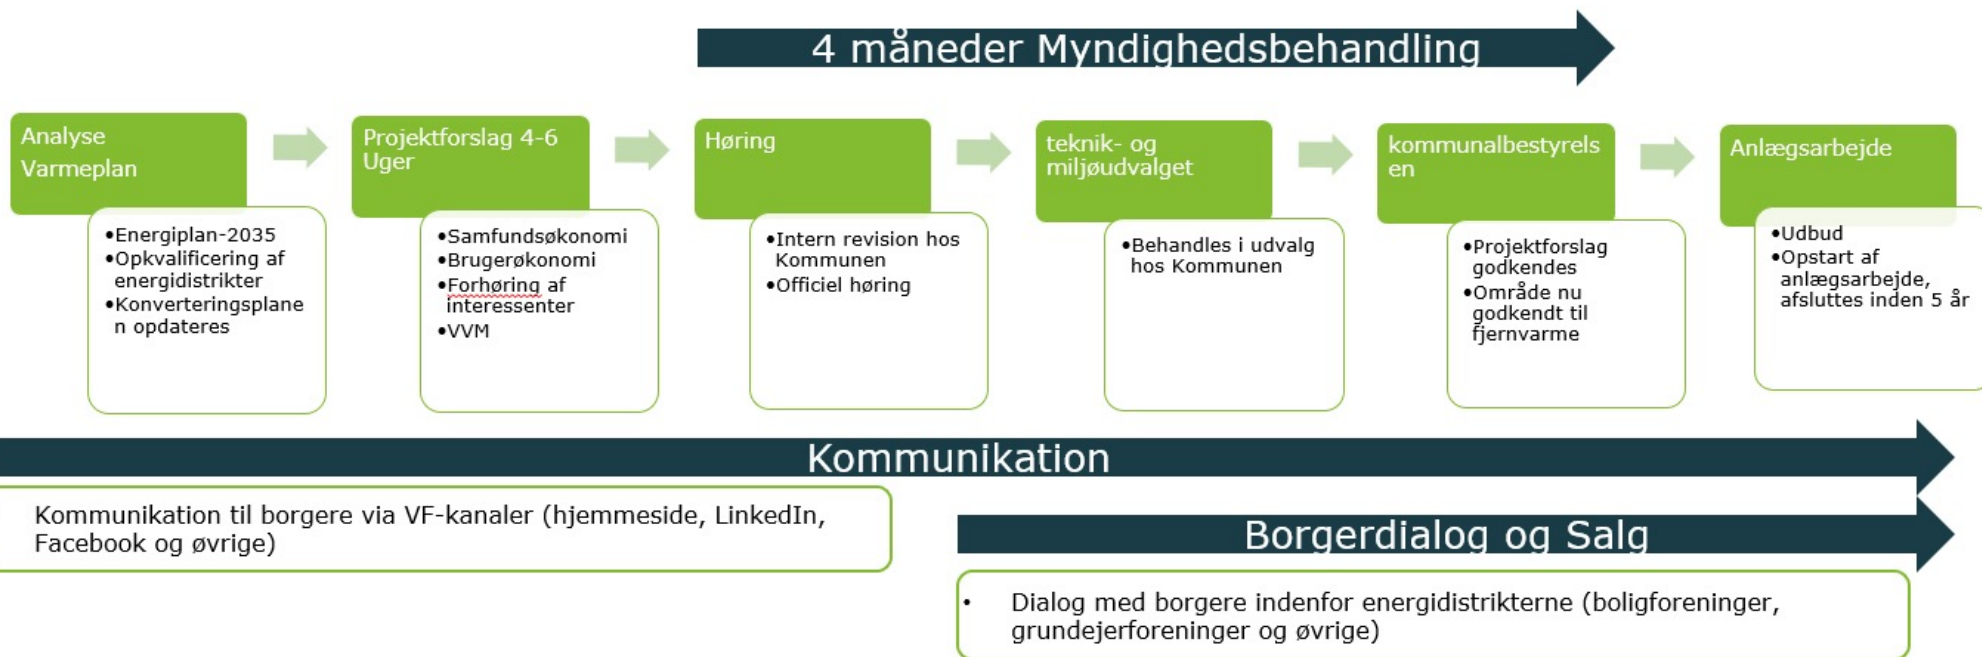 4 måneder Myndighedsbehandling
Analyse
Varmeplan
•Energiplan-2035
•Opkvalificering af
energidistrikter
•Konverteringsplane
n opdateres
Projektforslag 4-6
Uger
•Samfundsøkonomi
•Brugerøkonomi
•Forhøring af
interessenter
•VVM
Høring
•Intern revision hos
Kommunen
•Officiel høring
teknik- og
miljøudvalget
•Behandles i udvalg
hos Kommunen
kommunalbestyrels
en
•Projektforslag
godkendes
•Område nu
godkendt til
fjernvarme
Anlægsarbejde
•Udbud
•Opstart af
anlægsarbejde,
afsluttes inden 5 år
Kommunikation
Kommunikation til borgere via VF-kanaler (hjemmeside, LinkedIn,
Facebook og øvrige)
Borgerdialog og Salg
• Dialog med borgere indenfor energidistrikterne (boligforeninger,
grundejerforeninger og øvrige)